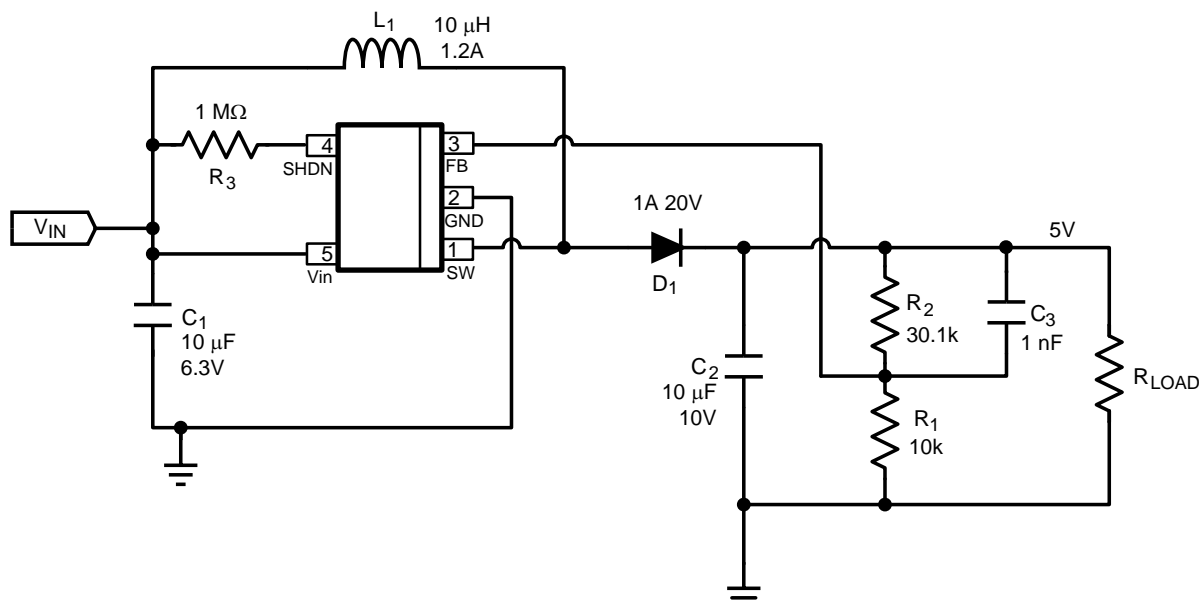 L1
10 μH
1.2A
1 MΩ
R3
4
SHDN
3
FB
2
GND
1
SW
5
Vin
VIN
C1
10 μF
6.3V
1A 20V
D1
5V
R2
30.1k
C3
1 nF
C2
10 μF
10V
R1
10k
RLOAD